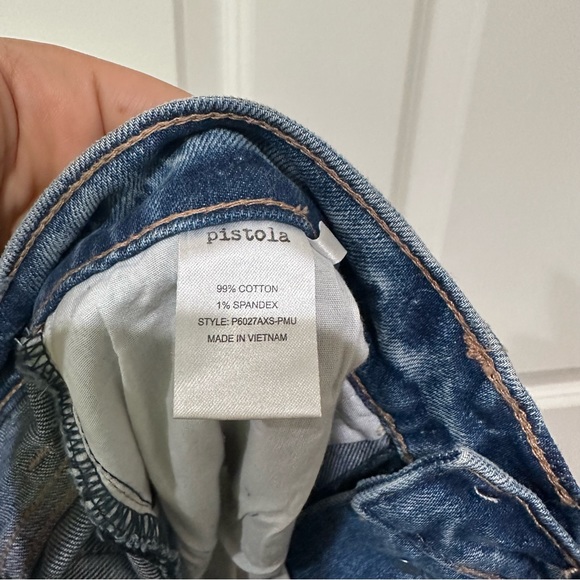 pistola
99% COTTON
1% SPANDEX
STYLE: P6027AXS-PMU
MADE IN VIETNAM